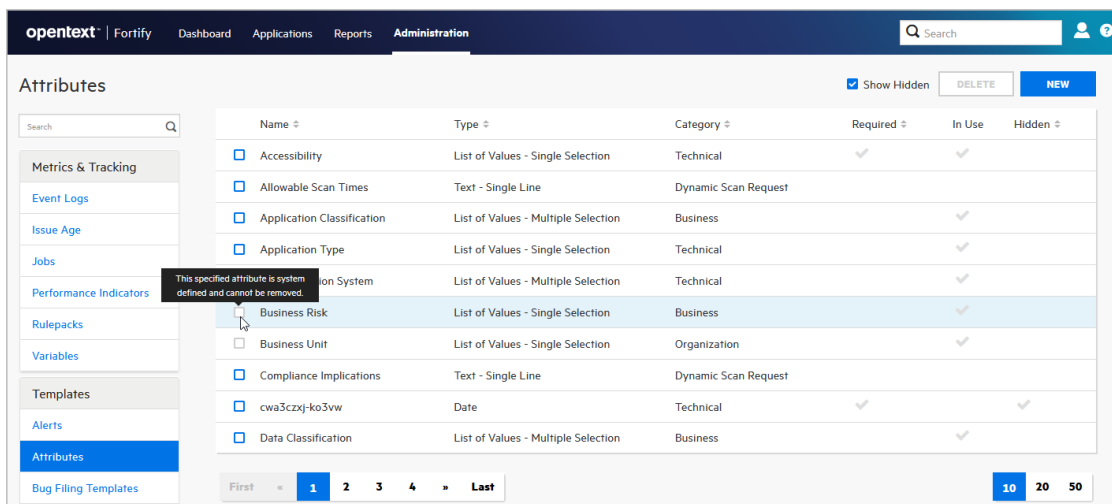 opentext™ | Fortify Dashboard Applications Reports Administration Search
Attributes Show Hidden DELETE NEW
Search
Metrics & Tracking
Event Logs
Issue Age
Jobs
Performance Indicators
Rulepacks
Variables
Templates
Alerts
Attributes
Bug Filing Templates
Name Type Category Required In Use Hidden
Accessibility List of Values - Single Selection Technical
Allowable Scan Times Text - Single Line Dynamic Scan Request
Application Classification List of Values - Multiple Selection Business
Application Type List of Values - Single Selection Technical
This specified attribute is system
defined and cannot be removed.
ion System List of Values - Multiple Selection Technical
Business Risk List of Values - Single Selection Business
Business Unit List of Values - Single Selection Organization
Compliance Implications Text - Single Line Dynamic Scan Request
cwa3czxj-ko3vw Date Technical
Data Classification List of Values - Multiple Selection Business
First « 1 2 3 4 » Last 10 20 50